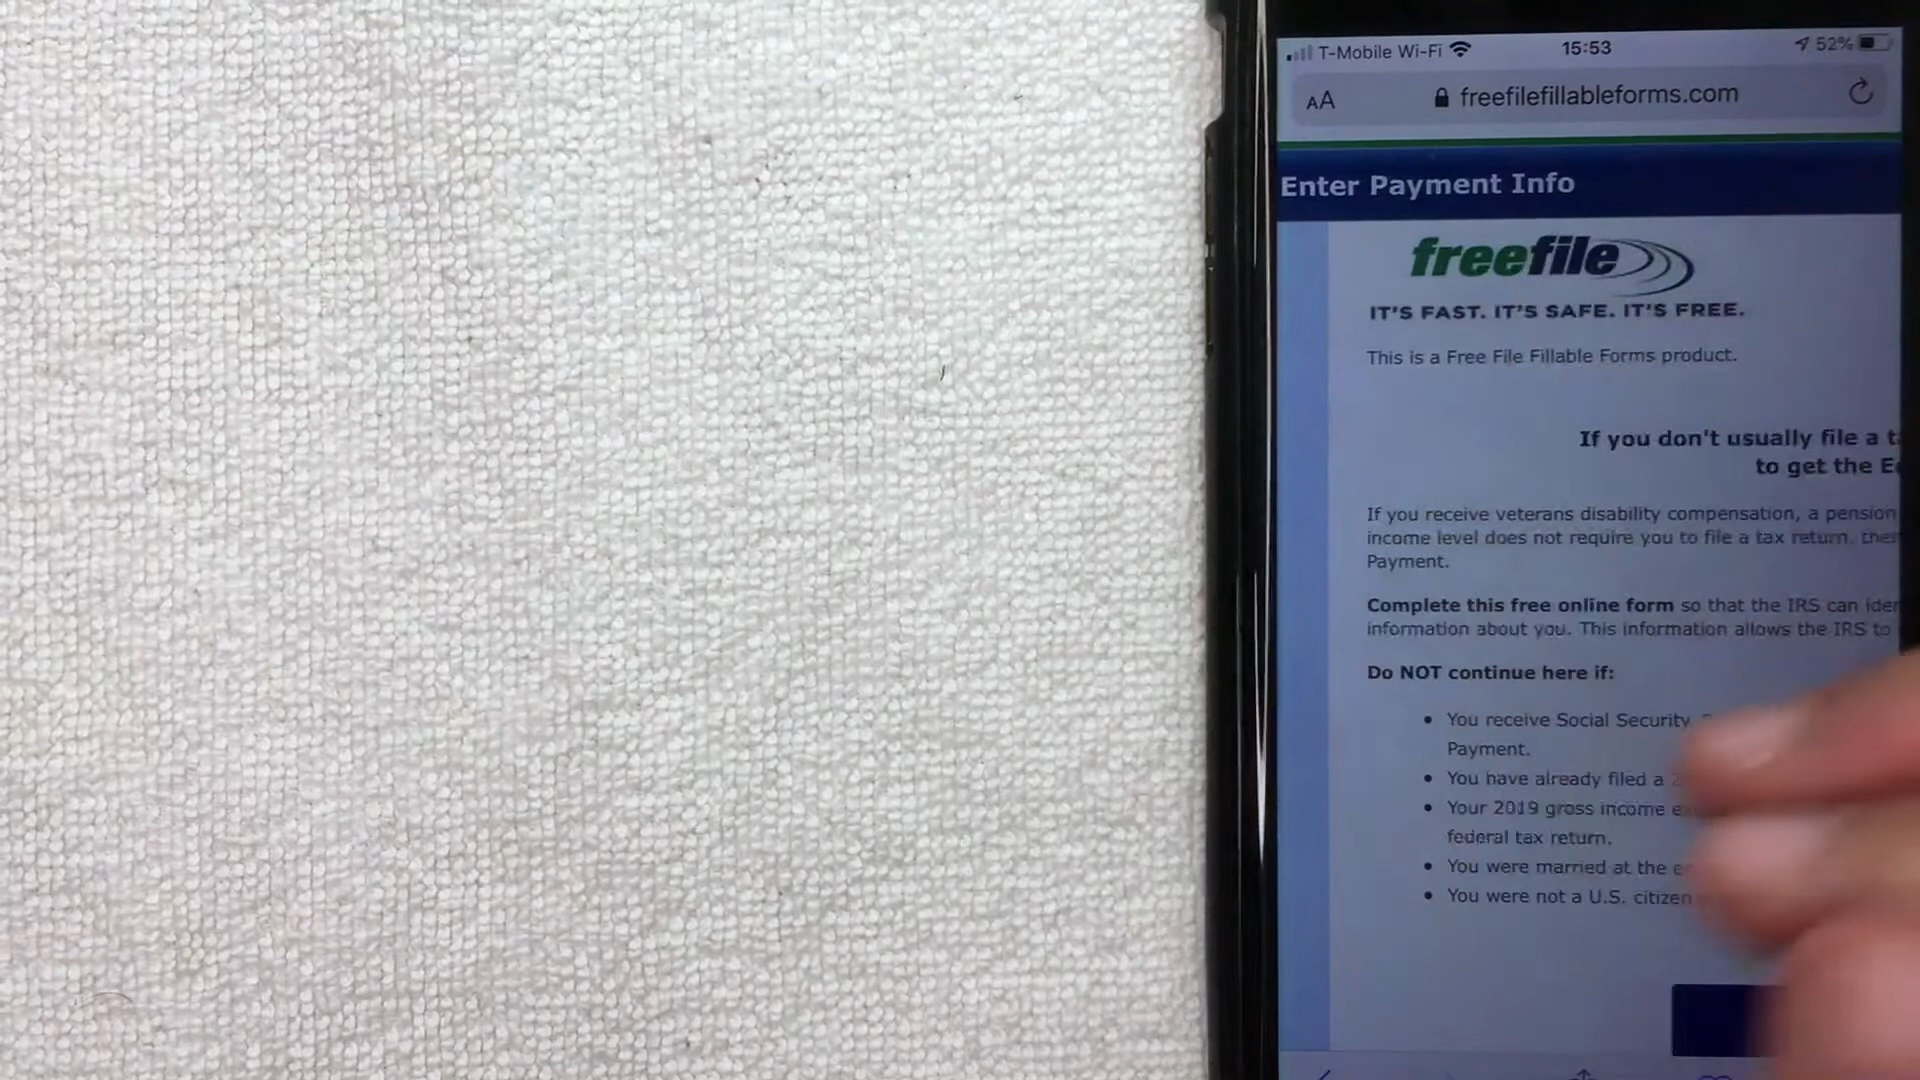 T-Mobile Wi-Fi 15:53 52%
AA freefilefillableforms.com
Enter Payment Info
freefile
IT'S FAST. IT'S SAFE. IT'S FREE.
This is a Free File Fillable Forms product.
If you don't usually file a
to get the
If you receive veterans disability compensation, a pension
income level does not require you to file a tax return, then
Payment.
Complete this free online form so that the IRS can
information about you. This information allows the IRS to
Do NOT continue here if:
• You receive Social Security
Payment.
• You have already filed a
• Your 2019 gross income
federal tax return.
• You were married at the
• You were not a U.S. citizen